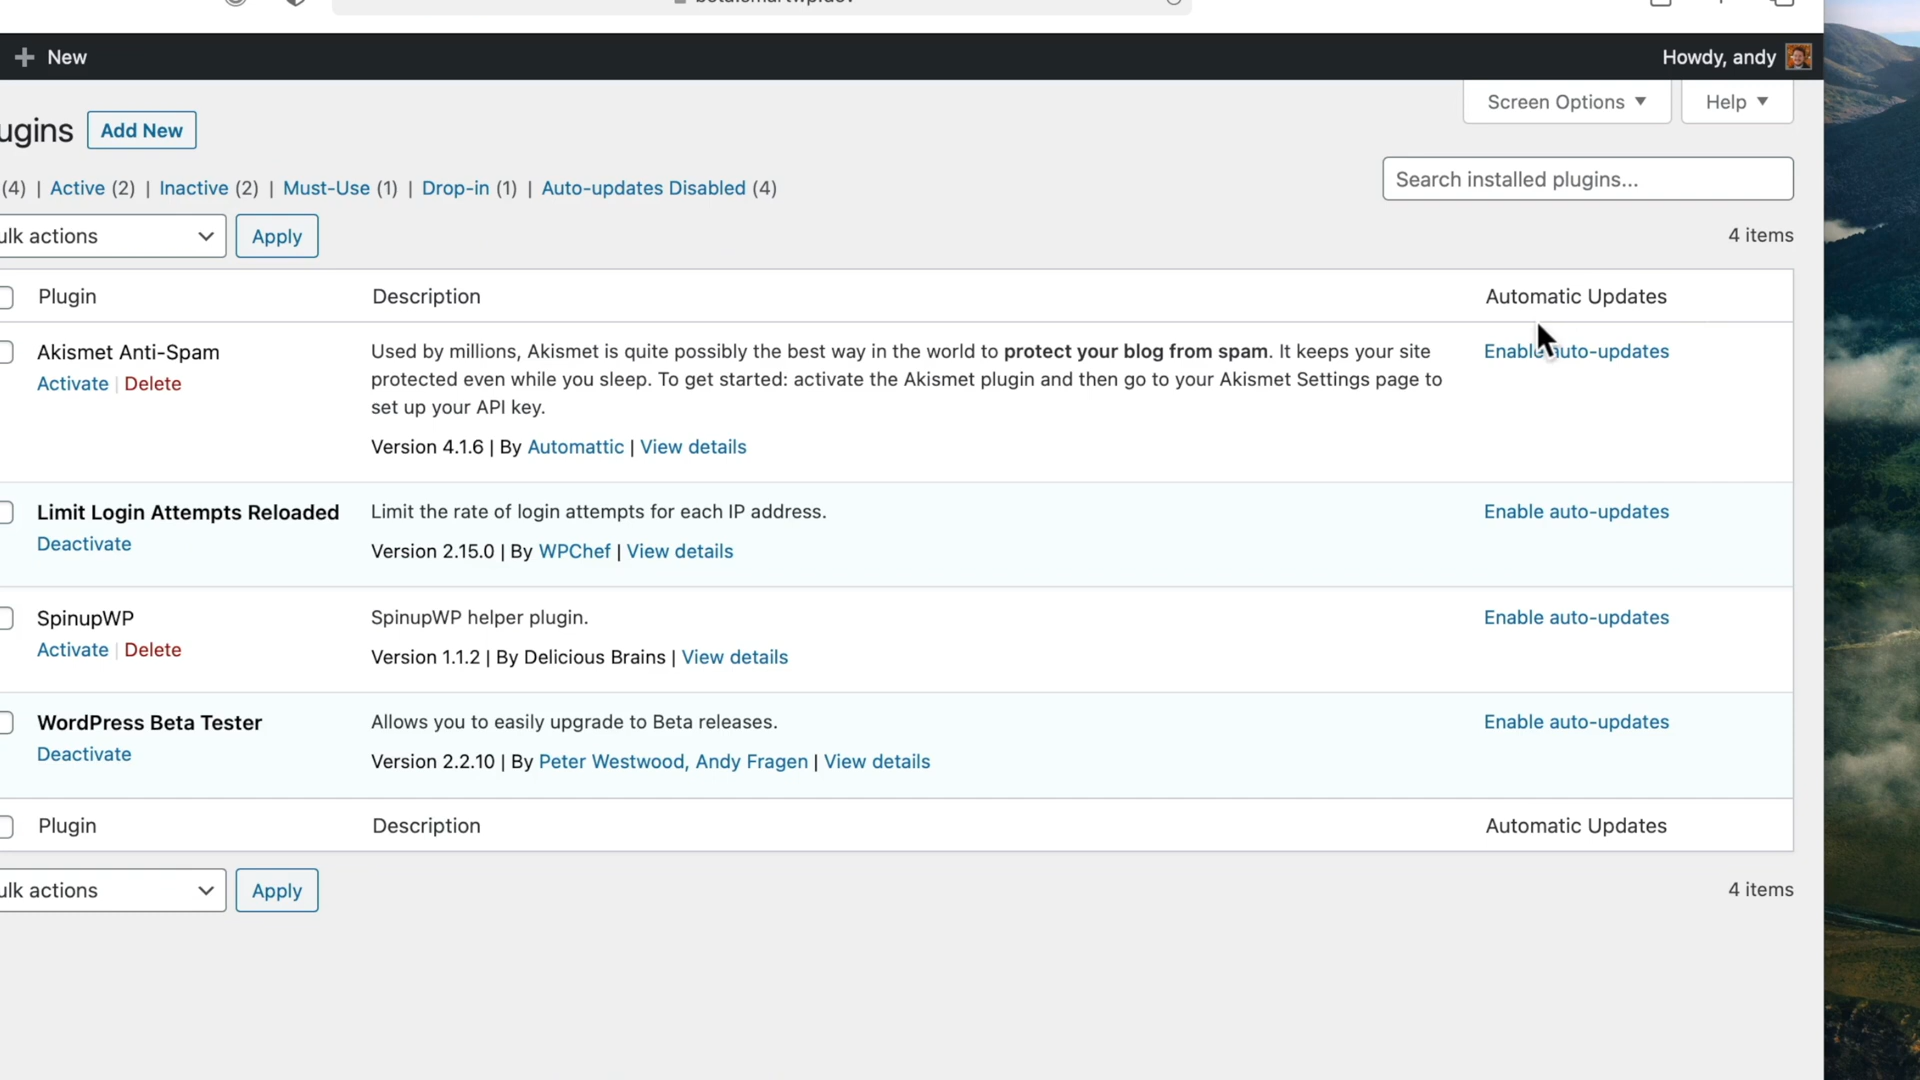 New
Howdy, andy
Screen Options ▼
Help ▼
ugins
Add New
(4) | Active (2) | Inactive (2) | Must-Use (1) | Drop-in (1) | Auto-updates Disabled (4)
Search installed plugins...
ulk actions
Apply
4 items
Plugin
Description
Automatic Updates
Akismet Anti-Spam
Activate | Delete
Used by millions, Akismet is quite possibly the best way in the world to protect your blog from spam. It keeps your site
protected even while you sleep. To get started: activate the Akismet plugin and then go to your Akismet Settings page to
set up your API key.
Version 4.1.6 | By Automattic | View details
Enable auto-updates
Limit Login Attempts Reloaded
Deactivate
Limit the rate of login attempts for each IP address.
Version 2.15.0 | By WPChef | View details
Enable auto-updates
SpinupWP
Activate | Delete
SpinupWP helper plugin.
Version 1.1.2 | By Delicious Brains | View details
Enable auto-updates
WordPress Beta Tester
Deactivate
Allows you to easily upgrade to Beta releases.
Version 2.2.10 | By Peter Westwood, Andy Fragen | View details
Enable auto-updates
Plugin
Description
Automatic Updates
ulk actions
Apply
4 items